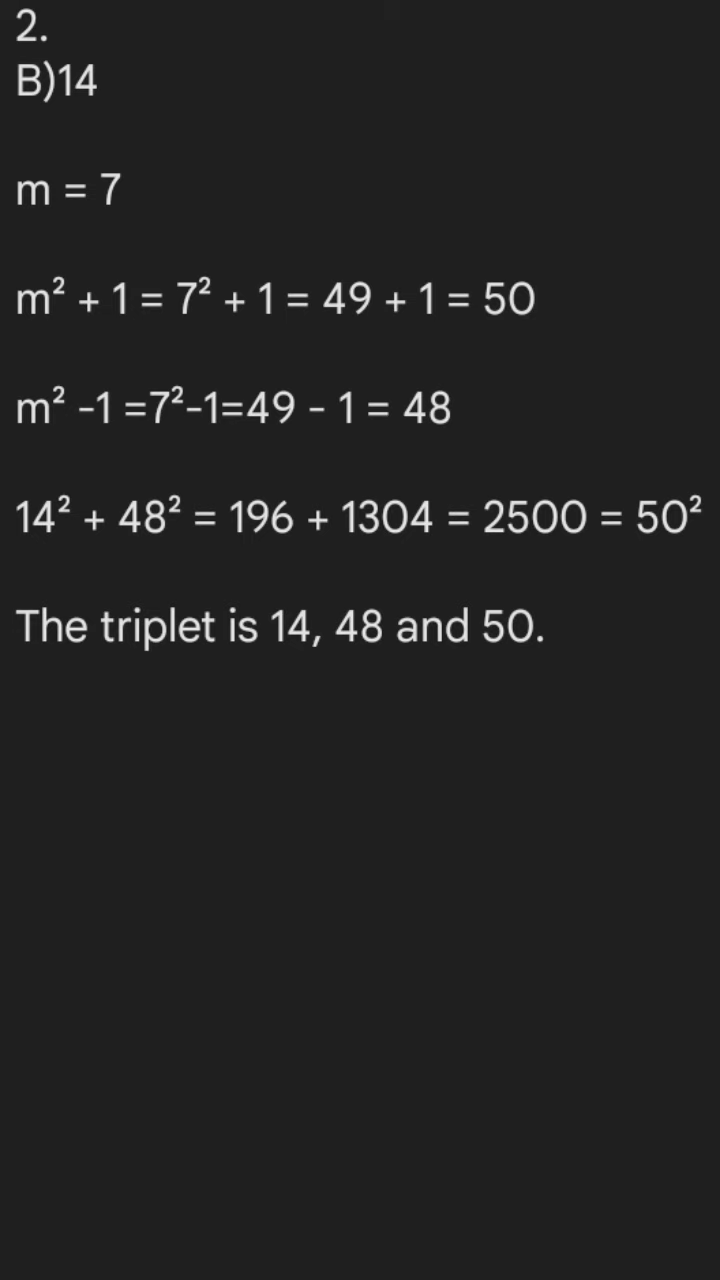 2.
B)14
m = 7
m² + 1 = 7² + 1 = 49 + 1 = 50
m² -1 =7²-1=49 - 1 = 48
14² + 48² = 196 + 1304 = 2500 = 50²
The triplet is 14, 48 and 50.